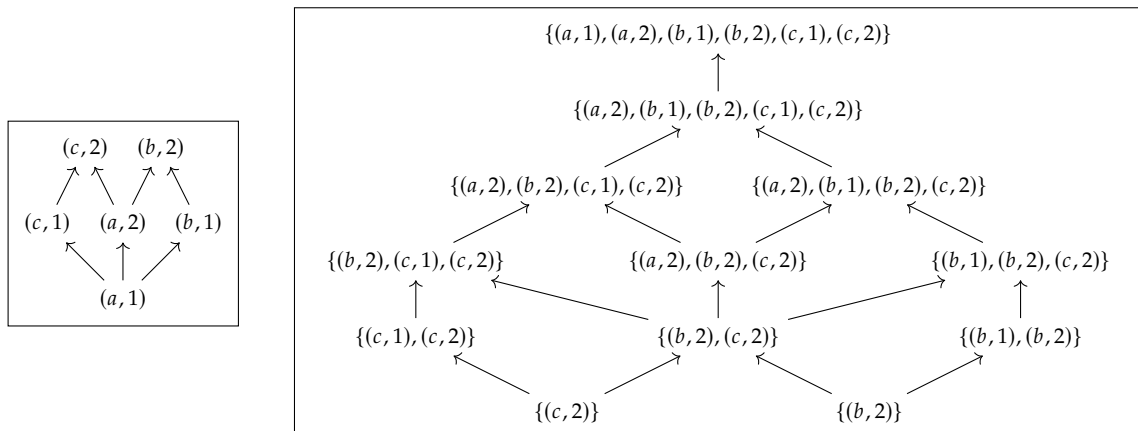 (c, 2) (b, 2)
(c, 1) (a, 2) (b, 1)
(a, 1)
{(a, 1), (a, 2), (b, 1), (b, 2), (c, 1), (c, 2)}
{(a, 2), (b, 1), (b, 2), (c, 1), (c, 2)}
{(a, 2), (b, 2), (c, 1), (c, 2)} {(a, 2), (b, 1), (b, 2), (c, 2)}
{(b, 2), (c, 1), (c, 2)} {(a, 2), (b, 2), (c, 2)} {(b, 1), (b, 2), (c, 2)}
{(c, 1), (c, 2)} {(b, 2), (c, 2)} {(b, 1), (b, 2)}
{(c, 2)} {(b, 2)}